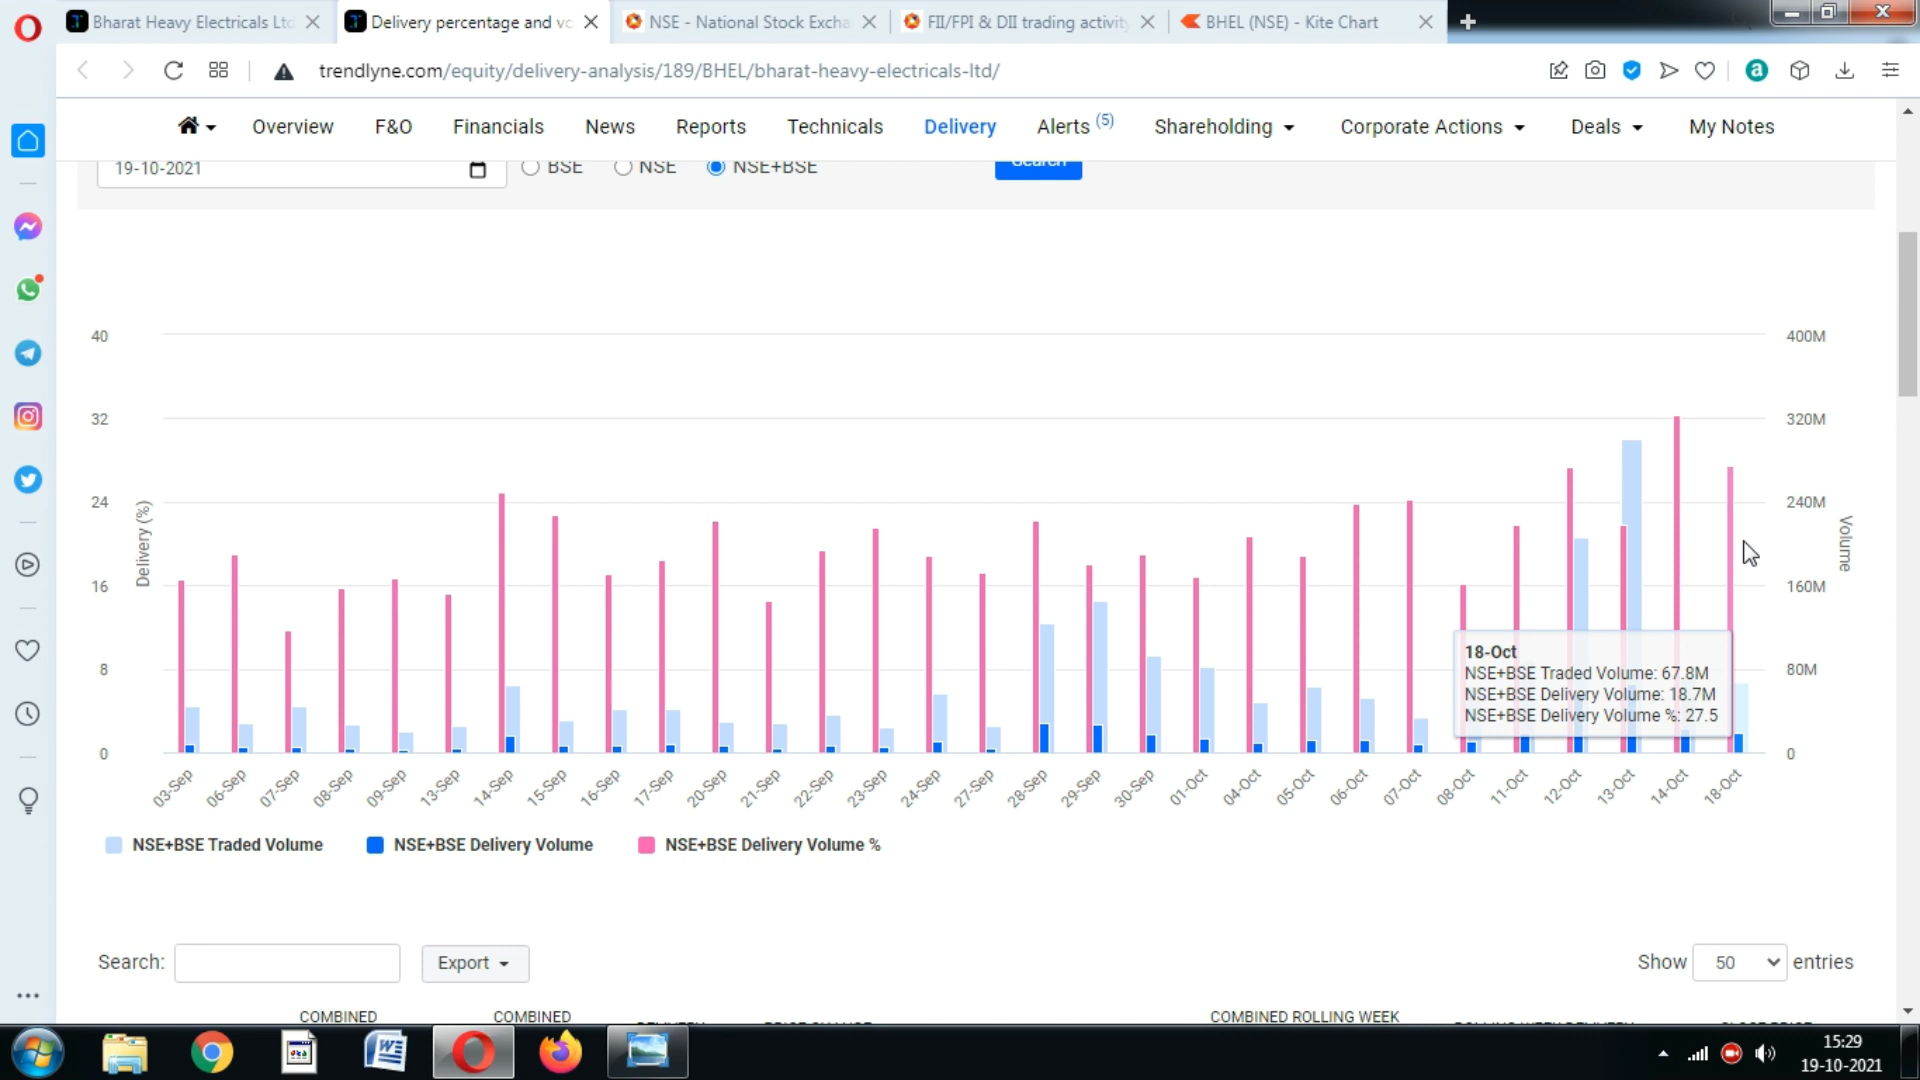 Bharat Heavy Electricals Ltd
Delivery percentage and vo
NSE - National Stock Excha
FII/FPI & DII trading activity
BHEL (NSE) - Kite Chart
trendlyne.com/equity/delivery-analysis/189/BHEL/bharat-heavy-electricals-ltd/
Overview F&O Financials News Reports Technicals Delivery Alerts (5) Shareholding Corporate Actions Deals My Notes
19-10-2021 BSE NSE NSE+BSE Search
40 400M
32 320M
24 240M
16 160M
8 80M
0 0
Delivery (%)
Volume
18-Oct
NSE+BSE Traded Volume: 67.8M
NSE+BSE Delivery Volume: 18.7M
NSE+BSE Delivery Volume %: 27.5
03-Sep 06-Sep 07-Sep 08-Sep 09-Sep 13-Sep 14-Sep 15-Sep 16-Sep 17-Sep 20-Sep 21-Sep 22-Sep 23-Sep 24-Sep 27-Sep 28-Sep 29-Sep 30-Sep 01-Oct 04-Oct 05-Oct 06-Oct 07-Oct 08-Oct 11-Oct 12-Oct 13-Oct 14-Oct 18-Oct
NSE+BSE Traded Volume NSE+BSE Delivery Volume NSE+BSE Delivery Volume %
Search: Export Show 50 entries
COMBINED COMBINED COMBINED ROLLING WEEK
15:29
19-10-2021